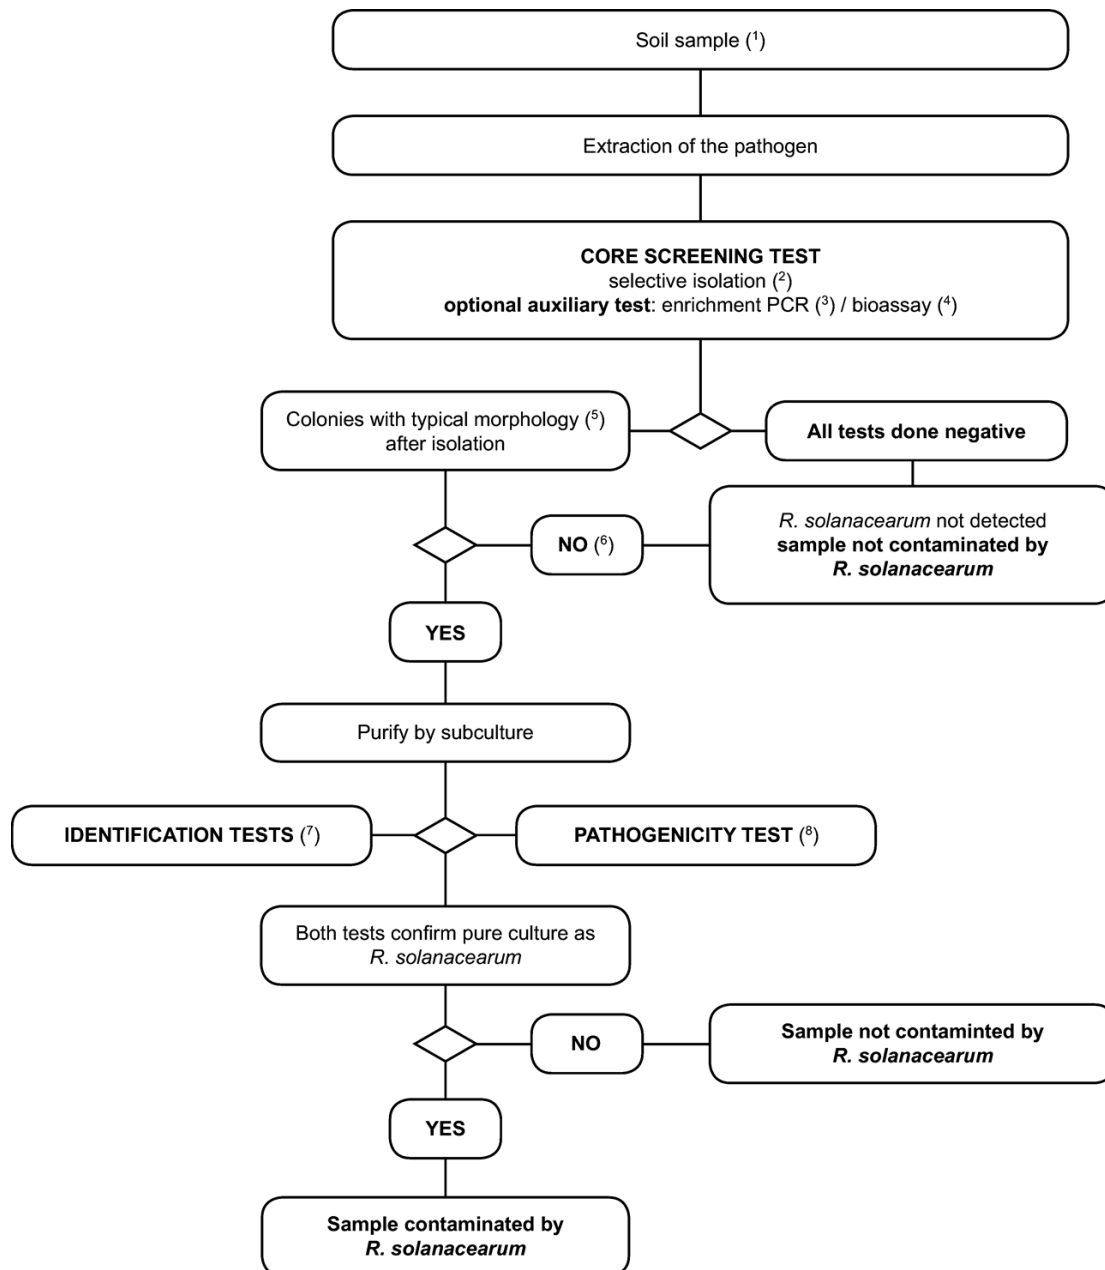 Soil sample (¹)
Extraction of the pathogen
CORE SCREENING TEST
selective isolation (²)
optional auxiliary test: enrichment PCR (³) / bioassay (⁴)
Colonies with typical morphology (⁵)
after isolation
All tests done negative
NO (⁶)
R. solanacearum not detected
sample not contaminated by
R. solanacearum
YES
Purify by subculture
IDENTIFICATION TESTS (⁷)
PATHOGENICITY TEST (⁸)
Both tests confirm pure culture as
R. solanacearum
NO
Sample not contaminted by
R. solanacearum
YES
Sample contaminated by
R. solanacearum